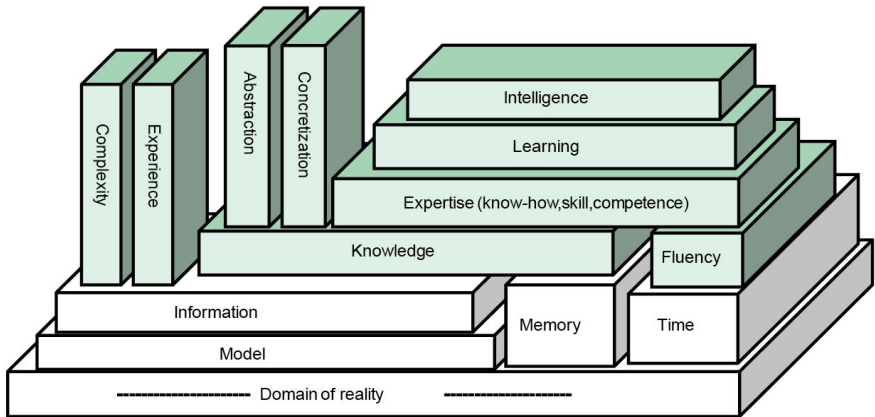 Complexity
Experience
Abstraction
Concretization
Intelligence
Learning
Expertise (know-how,skill,competence)
Knowledge
Fluency
Information
Memory
Time
Model
Domain of reality